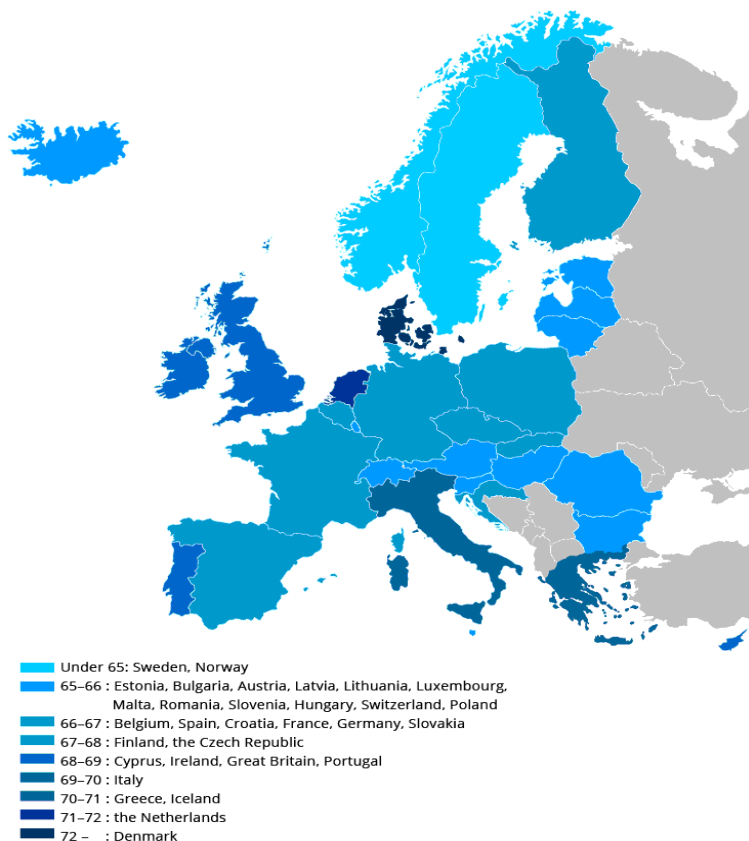 Under 65: Sweden, Norway
65–66 : Estonia, Bulgaria, Austria, Latvia, Lithuania, Luxembourg,
Malta, Romania, Slovenia, Hungary, Switzerland, Poland
66–67 : Belgium, Spain, Croatia, France, Germany, Slovakia
67–68 : Finland, the Czech Republic
68–69 : Cyprus, Ireland, Great Britain, Portugal
69–70 : Italy
70–71 : Greece, Iceland
71–72 : the Netherlands
72 – : Denmark